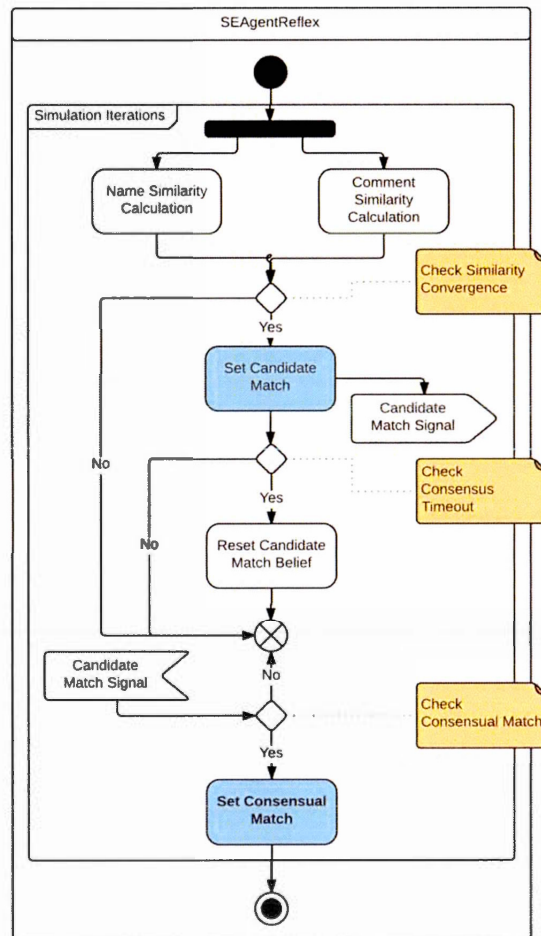 SEAgentReflex
Simulation Iterations
Name Similarity
Calculation
Comment
Similarity
Calculation
Check Similarity
Convergence
Yes
Set Candidate
Match
Candidate
Match Signal
No
Check
Consensus
Timeout
Yes
No
Reset Candidate
Match Belief
Candidate
Match Signal
No
Check
Consensual Match
Yes
Set Consensual
Match